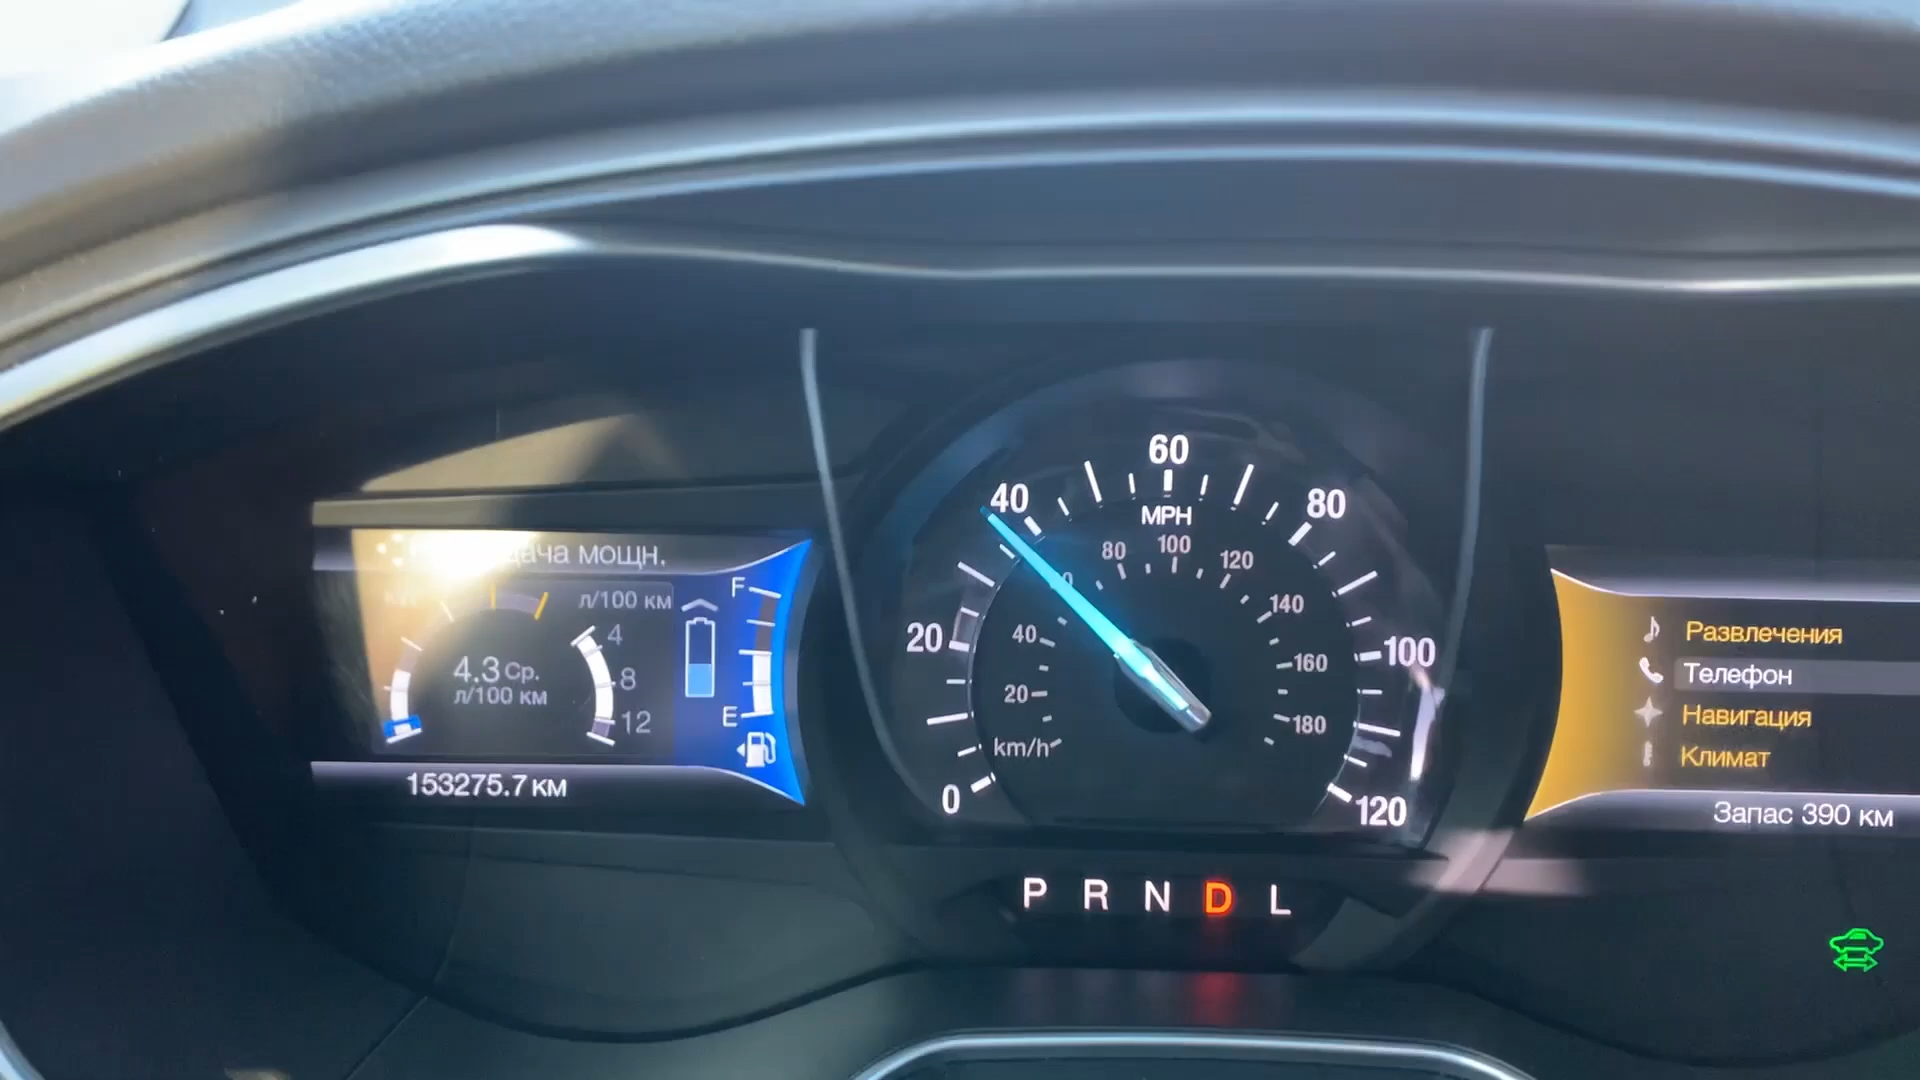 дача мощн.
л/100 км
4
8
12
4.3 Ср.
л/100 км
F
E
153275.7 км
0
20
40
60
80
100
120
MPH
20
40
80
100
120
140
160
180
km/h
P R N D L
Развлечения
Телефон
Навигация
Климат
Запас 390 км